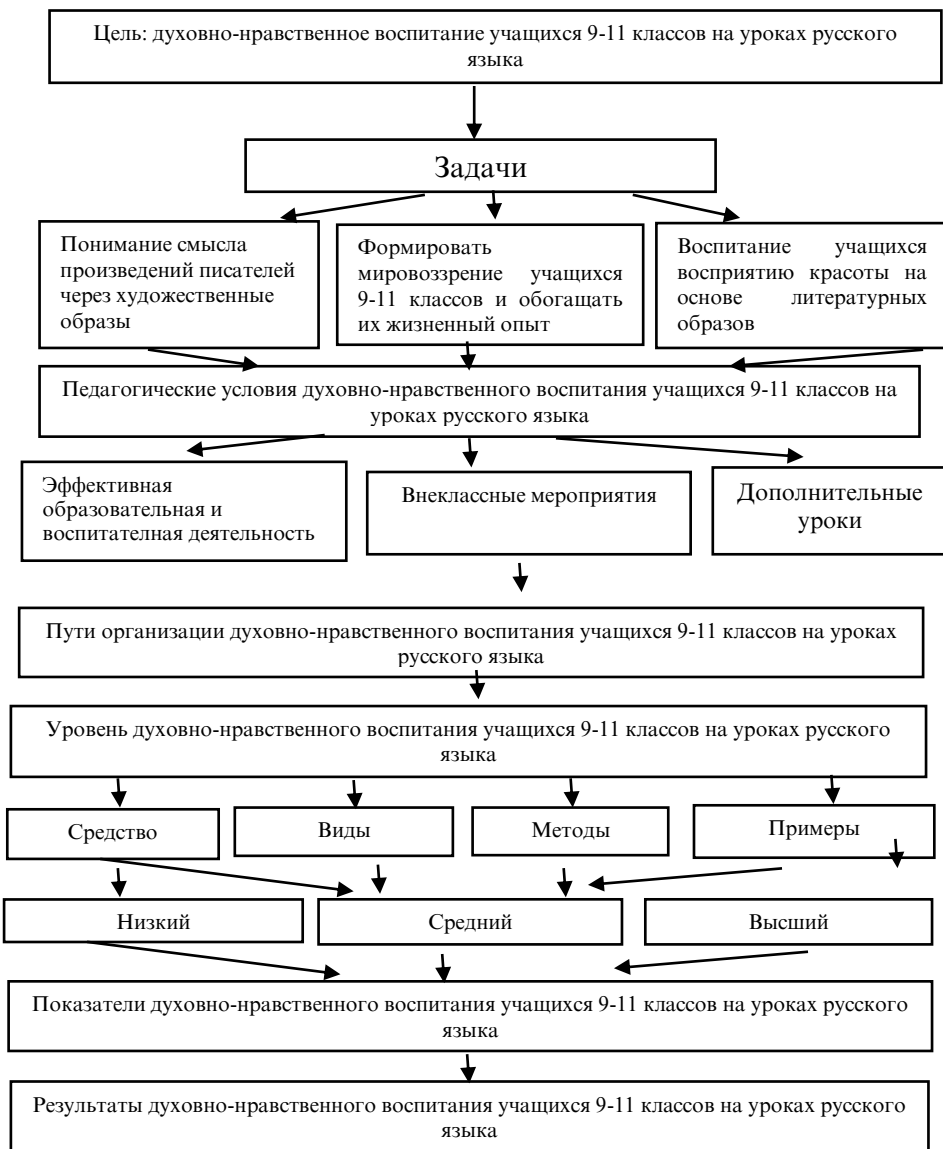 Цель: духовно-нравственное воспитание учащихся 9-11 классов на уроках русского
языка
Задачи
Понимание смысла
произведений писателей
через художественные
образы
Формировать
мировоззрение учащихся
9-11 классов и обогащать
их жизненный опыт
Воспитание учащихся
восприятию красоты на
основе литературных
образов
Педагогические условия духовно-нравственного воспитания учащихся 9-11 классов на
уроках русского языка
Эффективная
образовательная и
воспитателная деятельность
Внеклассные мероприятия
Дополнительные
уроки
Пути организации духовно-нравственного воспитания учащихся 9-11 классов на уроках
русского языка
Уровень духовно-нравственного воспитания учащихся 9-11 классов на уроках русского
языка
Средство
Виды
Методы
Примеры
Низкий
Средний
Высший
Показатели духовно-нравственного воспитания учащихся 9-11 классов на уроках русского
языка
Результаты духовно-нравственного воспитания учащихся 9-11 классов на уроках русского
языка